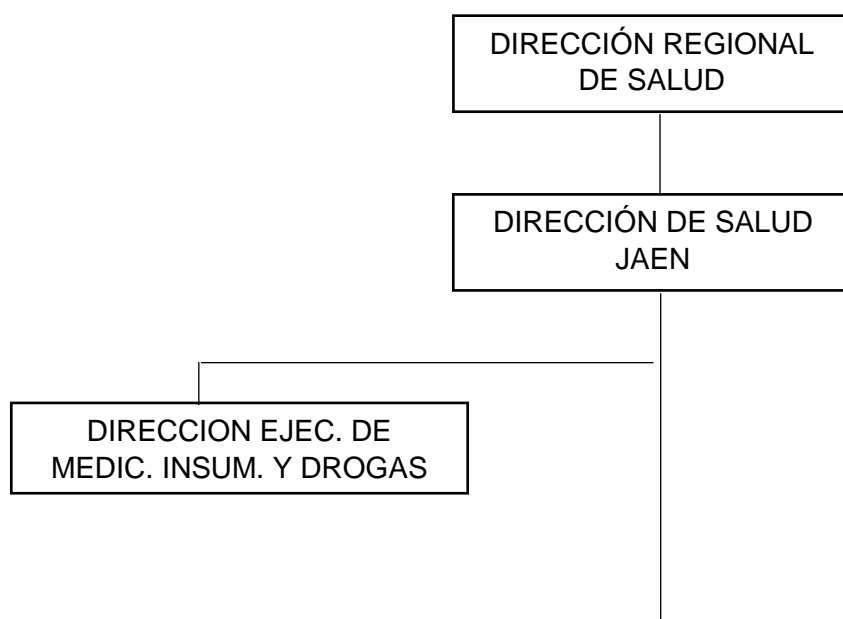 DIRECCIÓN REGIONAL
DE SALUD
DIRECCIÓN DE SALUD
JAEN
DIRECCION EJEC. DE
MEDIC. INSUM. Y DROGAS